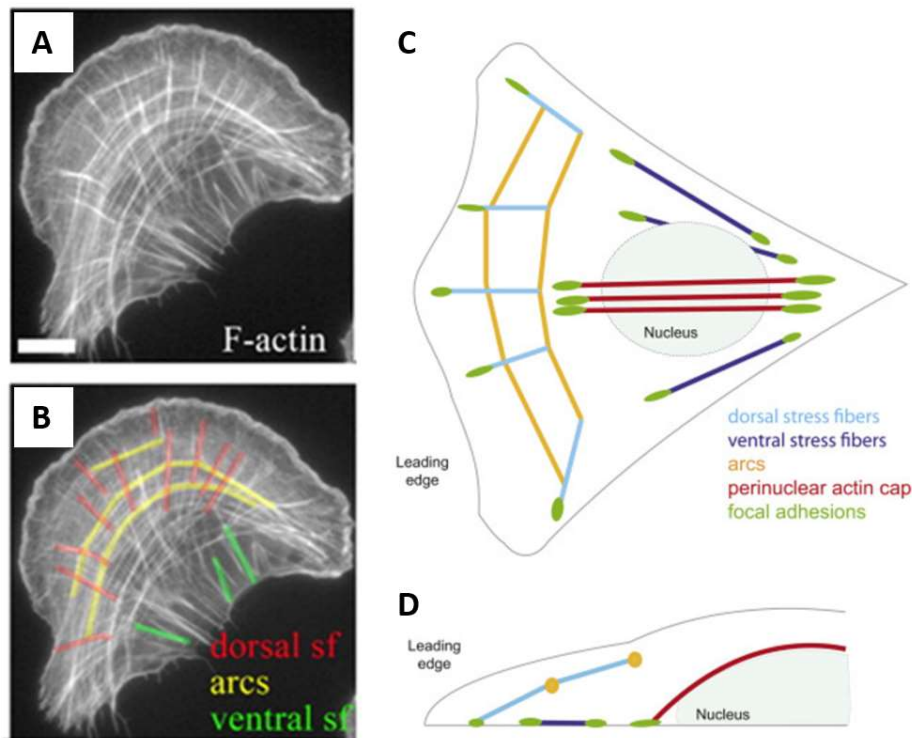 A
F-actin
B
dorsal sf
arcs
ventral sf
C
Nucleus
Leading
edge
dorsal stress fibers
ventral stress fibers
arcs
perinuclear actin cap
focal adhesions
D
Leading
edge
Nucleus